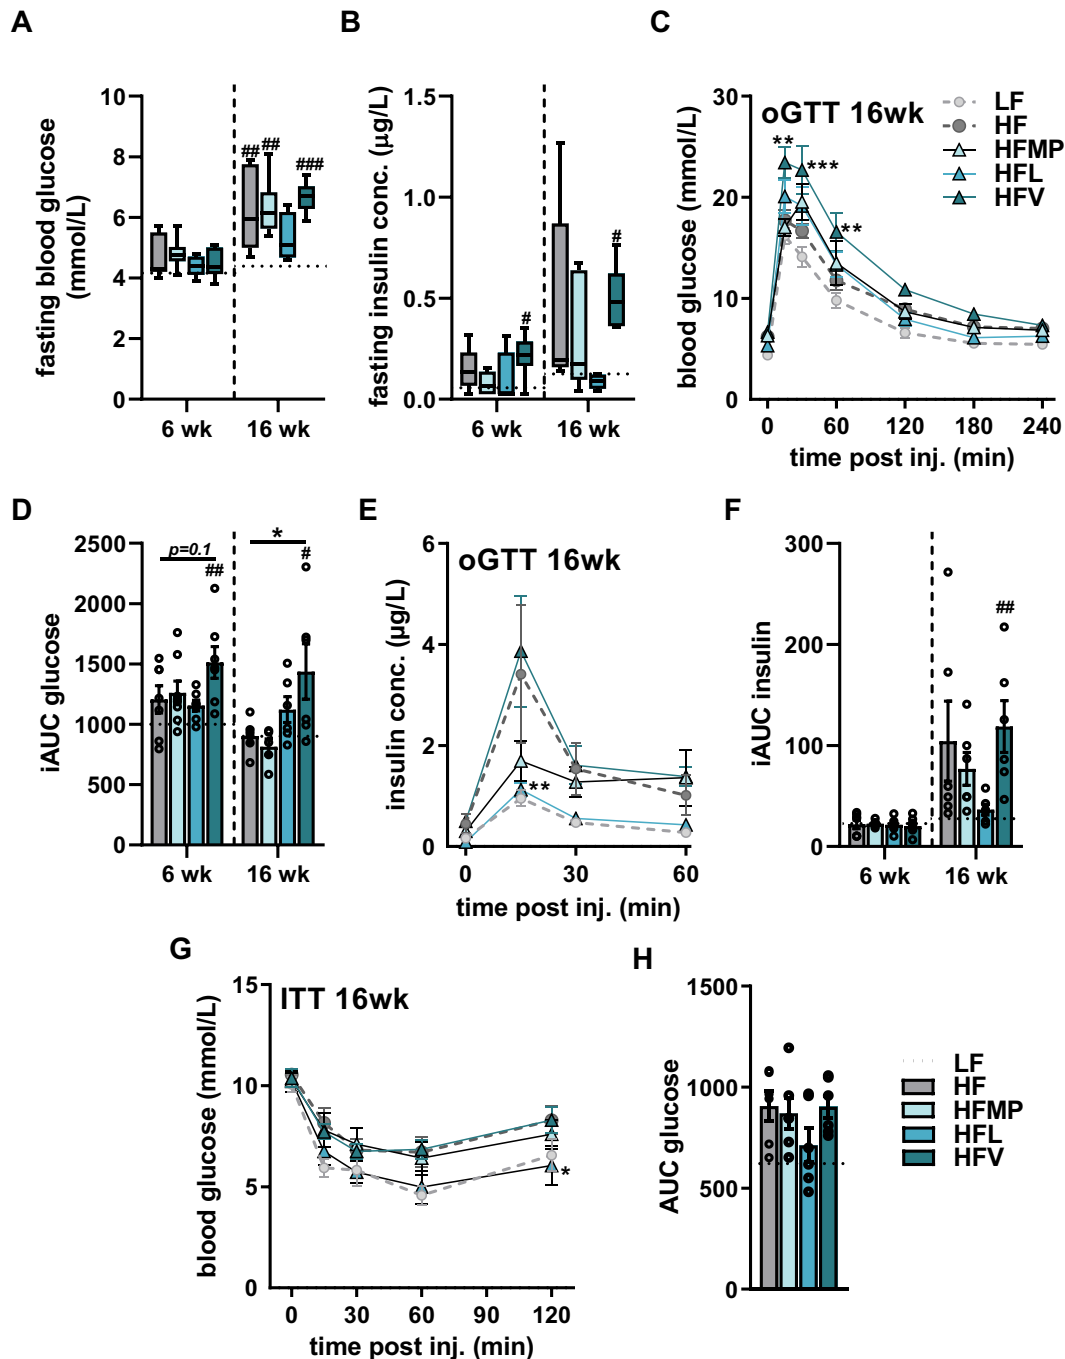 A
fasting blood glucose
(mmol/L)
10
8
6
4
2
0
##
##
###
6 wk
16 wk
B
fasting insulin conc. (µg/L)
1.5
1.0
0.5
0.0
#
#
6 wk
16 wk
C
oGTT 16wk
blood glucose (mmol/L)
30
20
10
0
**
***
**
0
60
120
180
240
time post inj. (min)
LF
HF
HFMP
HFL
HFV
D
iAUC glucose
2500
2000
1500
1000
500
0
p=0.1
##
*
#
6 wk
16 wk
E
oGTT 16wk
insulin conc. (µg/L)
6
4
2
0
**
0
30
60
time post inj. (min)
F
iAUC insulin
300
200
100
0
##
6 wk
16 wk
G
ITT 16wk
blood glucose (mmol/L)
15
10
5
0
*
0
30
60
90
120
time post inj. (min)
H
AUC glucose
1500
1000
500
0
LF
HF
HFMP
HFL
HFV